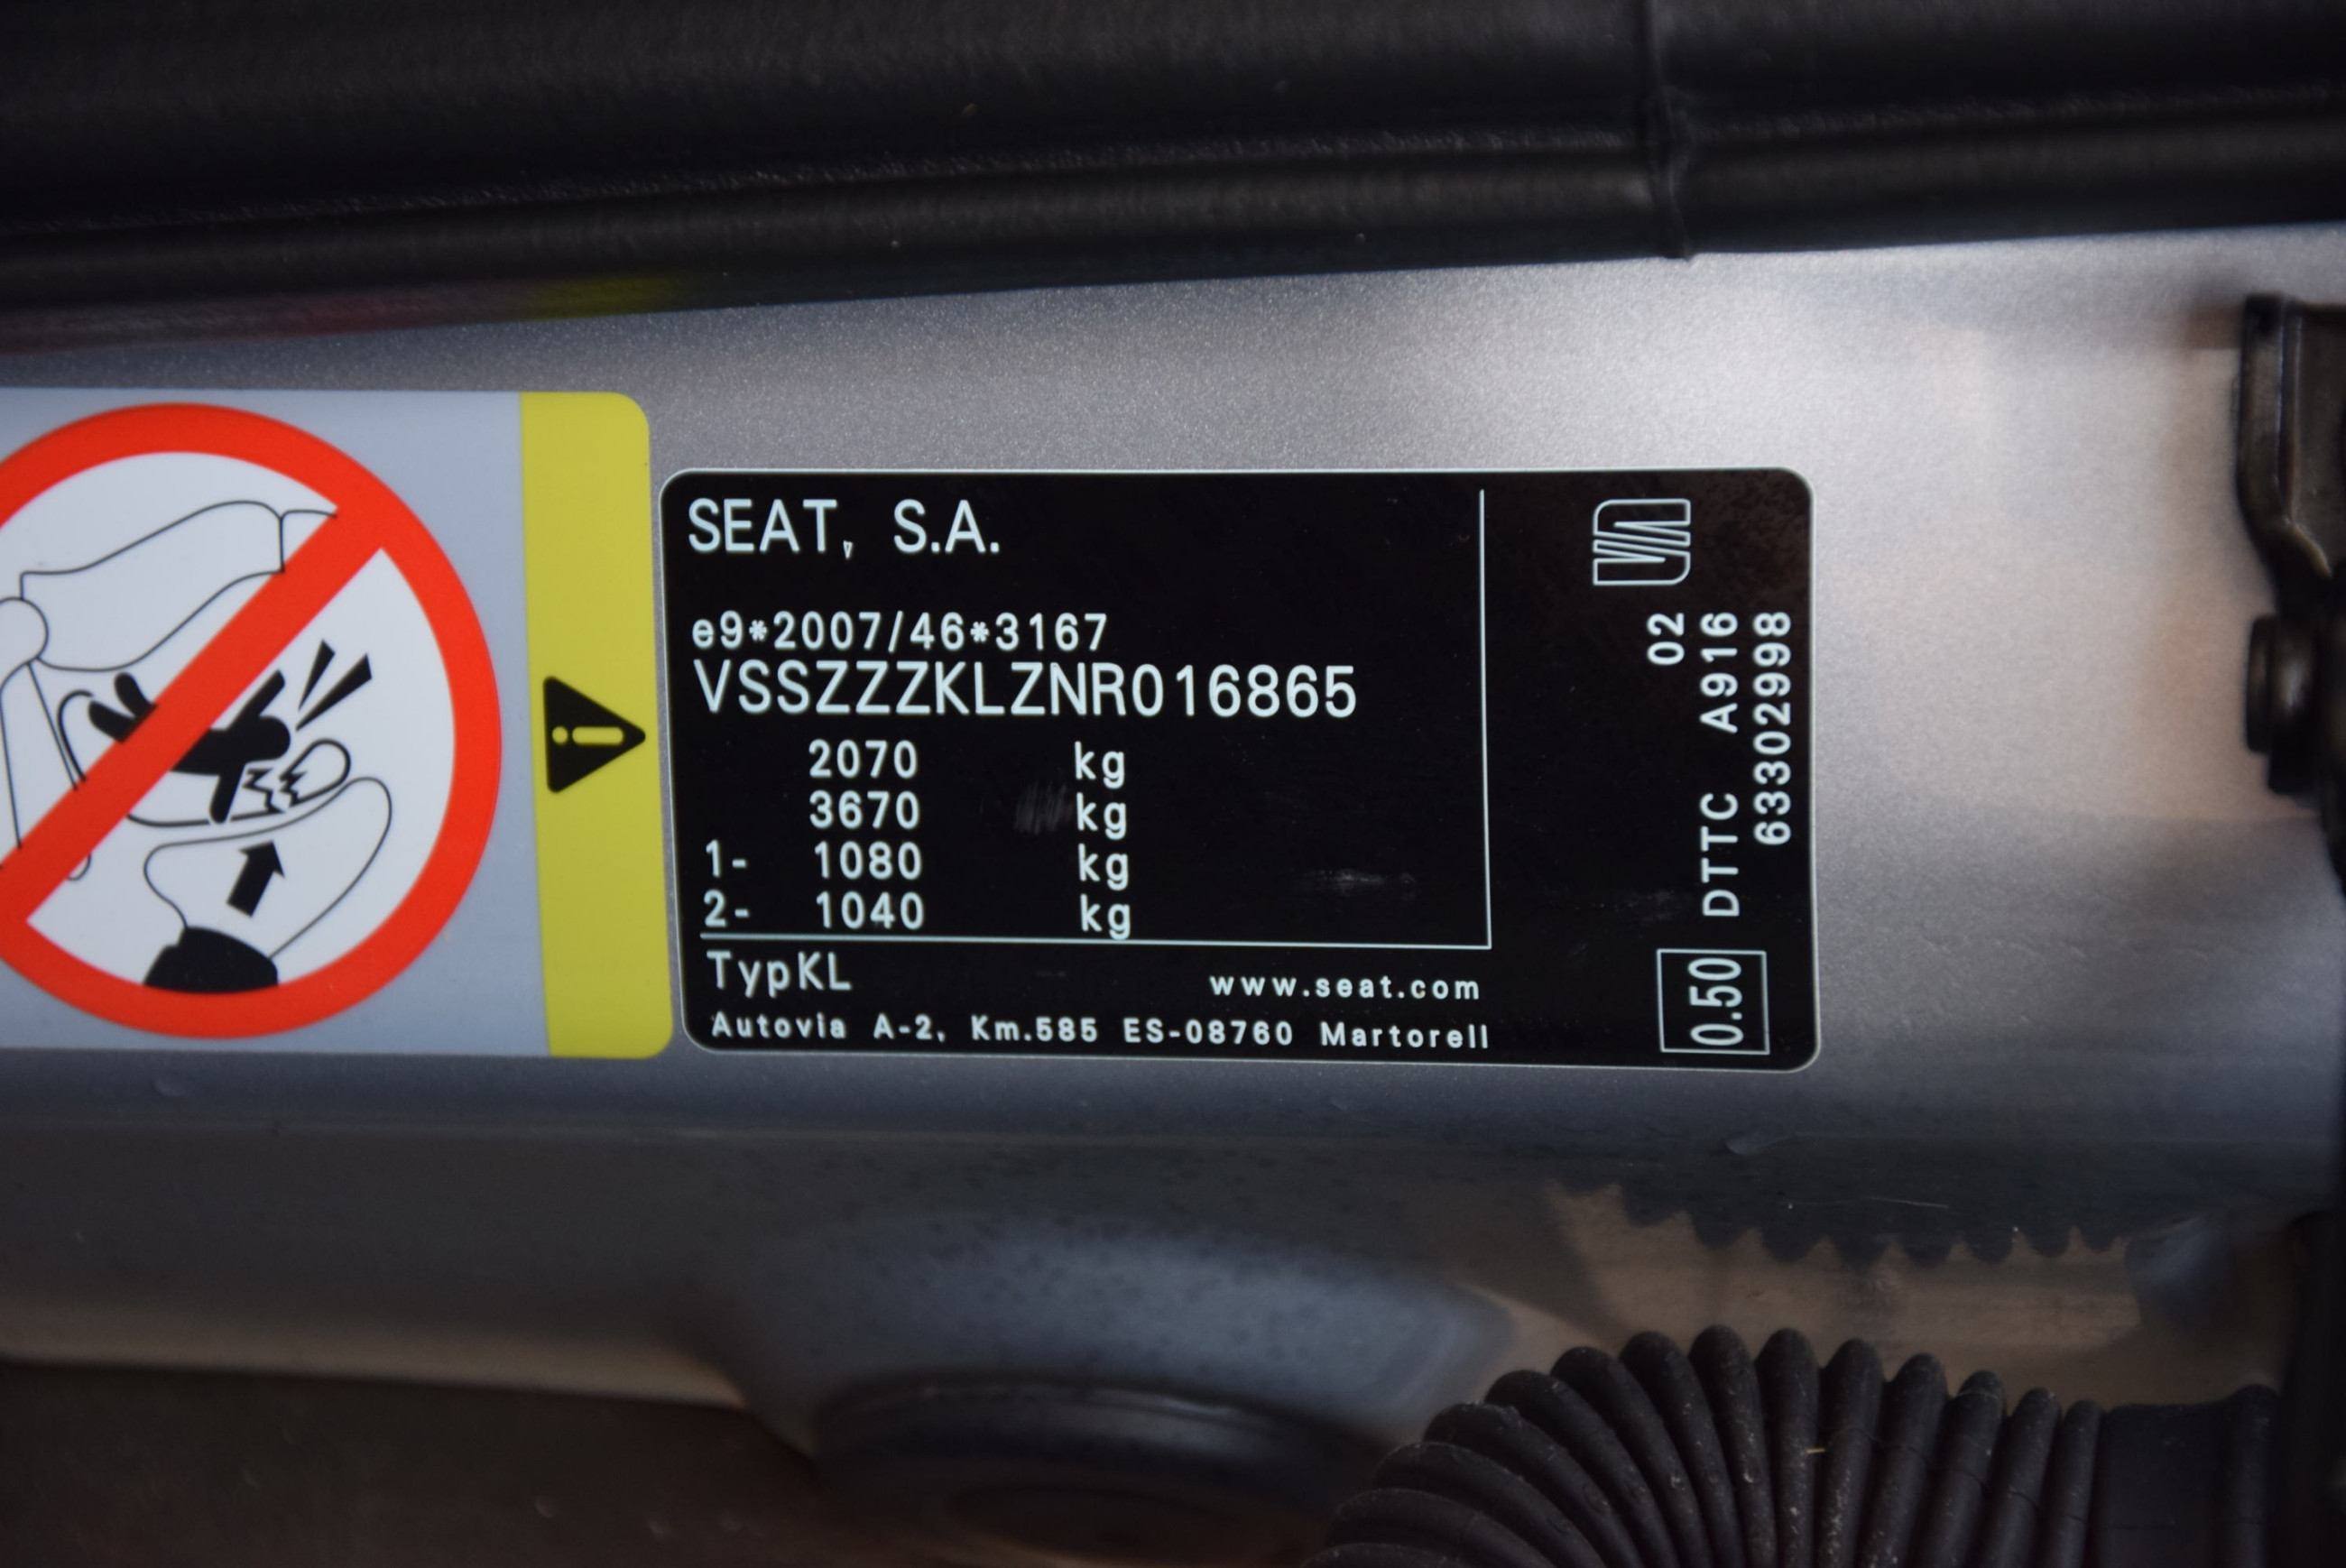 SEAT, S.A.
e9*2007/46*3167
VSSZZZKLZNR016865
2070 kg
3670 kg
1- 1080 kg
2- 1040 kg
TypKL www.seat.com
Autovia A-2, Km.585 ES-08760 Martorell
02
0.50 DTTC A916
633029998